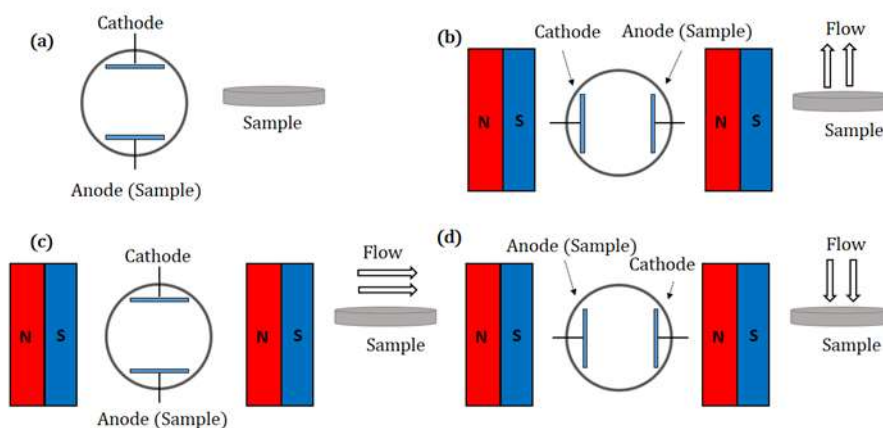 (a)
Cathode
Anode (Sample)
Sample
(b)
Cathode
Anode (Sample)
N S
N S
Flow
Sample
(c)
Cathode
N S
Anode (Sample)
N S
Flow
Sample
(d)
Anode (Sample)
Cathode
N S
N S
Flow
Sample